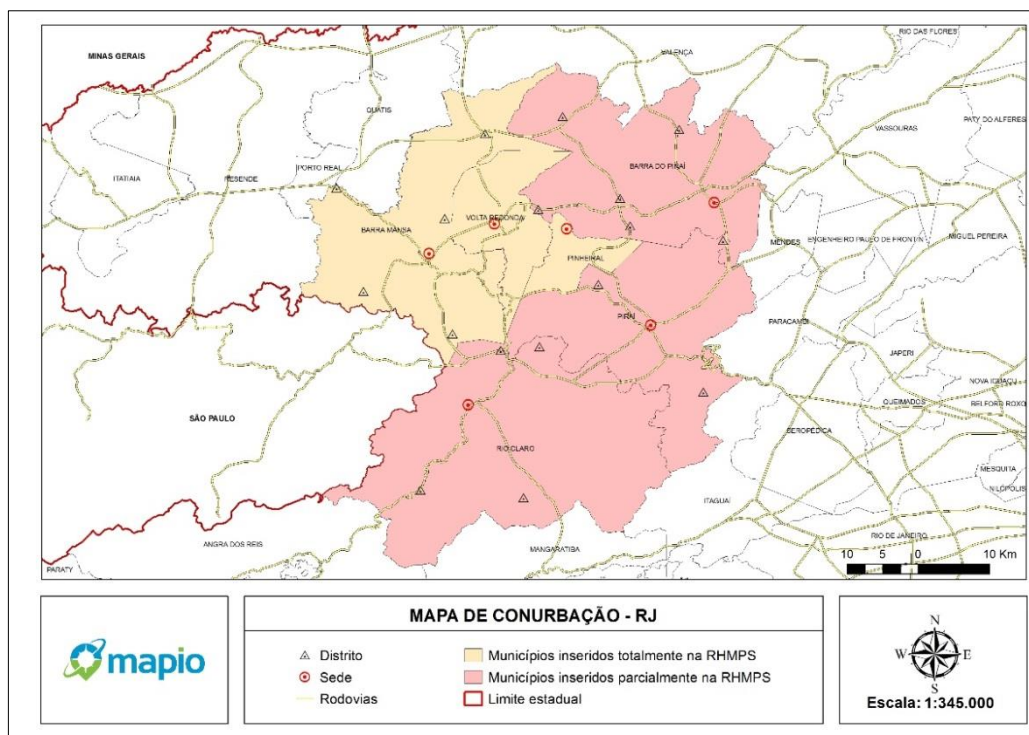 RIO DAS FLORES
MINAS GERAIS
VALENÇA
QUATIS
PATY DO ALFERES
VASSOURAS
PORTO REAL
BARRA DO PIRAÍ
ITATIAIA
RESENDE
VOLTA REDONDA
BARRA MANSA
MIGUEL PEREIRA
ENGENHEIRO PAULO DE FRONTIN
MENDES
PINHEIRAL
PIRAÍ
PARACAMBI
JAPERI
NOVA IGUAÇU
QUEIMADOS
BELFORD ROXO
SÃO PAULO
SEROPÉDICA
RIO CLARO
MESQUITA
NILÓPOLIS
ITAGUAÍ
RIO DE JANEIRO
ANGRA DOS REIS
MANGARATIBA
PARATY
10 5 0 10 Km
mapio
MAPA DE CONURBAÇÃO - RJ
Distrito
Sede
Rodovias
Municípios inseridos totalmente na RHMPS
Municípios inseridos parcialmente na RHMPS
Limite estadual
N
W E
S
Escala: 1:345.000